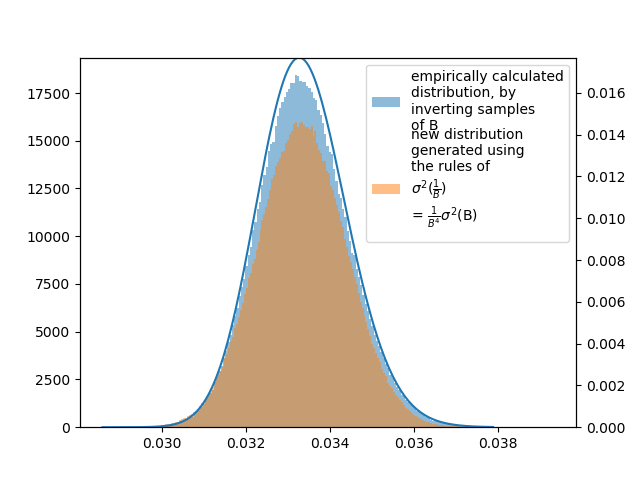 empirically calculated
distribution, by
inverting samples
of B
new distribution
generated using
the rules of
σ²(1/B)
= 1/B⁴ σ²(B)
17500
15000
12500
10000
7500
5000
2500
0
0.016
0.014
0.012
0.010
0.008
0.006
0.004
0.002
0.000
0.030 0.032 0.034 0.036 0.038